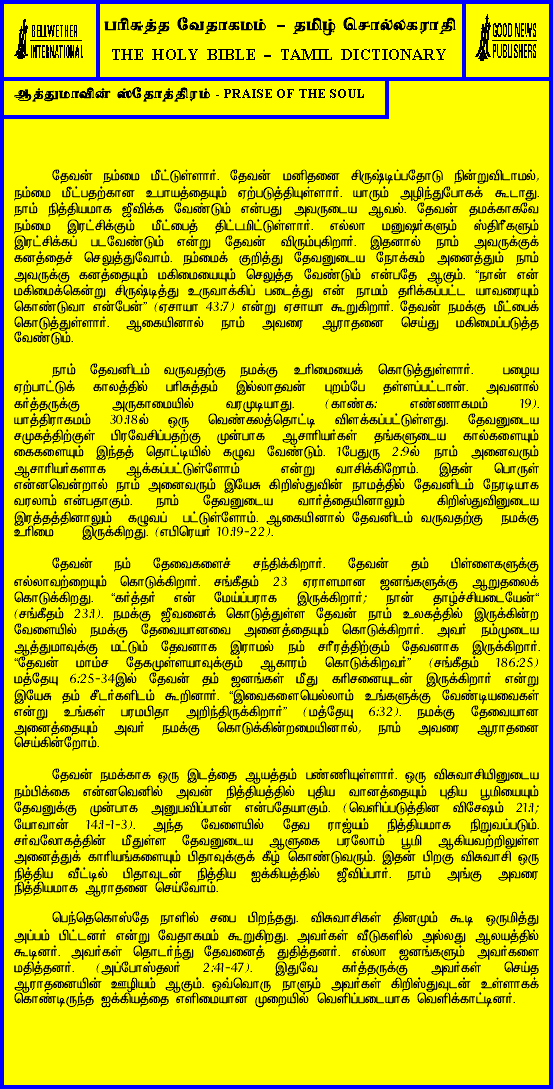 BELLWETHER
INTERNATIONAL
பரிசுத்த வேதாகமம் – தமிழ் சொல்லகராதி
THE HOLY BIBLE – TAMIL DICTIONARY
GOOD NEWS
PUBLISHERS
ஆத்துமாவின் ஸ்தோத்திரம் - PRAISE OF THE SOUL
தேவன் நம்மை மீட்டுள்ளார். தேவன் மனிதனை சிருஷ்டிப்பதோடு நின்றுவிடாமல்,
நம்மை மீட்பதற்கான உபாயத்தையும் ஏற்படுத்தியுள்ளார். யாரும் அழிந்துபோகக் கூடாது.
நாம் நித்தியமாக ஜீவிக்க வேண்டும் என்பது அவருடைய ஆவல். தேவன் தமக்காகவே
நம்மை இரட்சிக்கும் மீட்பைத் திட்டமிட்டுள்ளார். எல்லா மனுஷர்களும் ஸ்திரீகளும்
இரட்சிக்கப் படவேண்டும் என்று தேவன் விரும்புகிறார். இதனால் நாம் அவருக்குக்
கனத்தைச் செலுத்துவோம். நம்மைக் குறித்து தேவனுடைய நோக்கம் அனைத்தும் நாம்
அவருக்கு கனத்தையும் மகிமையையும் செலுத்த வேண்டும் என்பதே ஆகும். “நான் என்
மகிமைக்கென்று சிருஷ்டித்து உருவாக்கிப் படைத்து என் நாமம் தரிக்கப்பட்ட யாவரையும்
கொண்டுவா என்பேன்” (ஏசாயா 43:7) என்று ஏசாயா கூறுகிறார். தேவன் நமக்கு மீட்பைக்
கொடுத்துள்ளார். ஆகையினால் நாம் அவரை ஆராதனை செய்து மகிமைப்படுத்த
வேண்டும்.
நாம் தேவனிடம் வருவதற்கு நமக்கு உரிமையைக் கொடுத்துள்ளார். பழைய
ஏற்பாட்டுக் காலத்தில் பரிசுத்தம் இல்லாதவன் புறம்பே தள்ளப்பட்டான். அவனால்
கர்த்தருக்கு அருகாமையில் வரமுடியாது. (காண்க: எண்ணாகமம் 19).
யாத்திராகமம் 30:18ல் ஒரு வெண்கலத்தொட்டி விளக்கப்பட்டுள்ளது. தேவனுடைய
சமுகத்திற்குள் பிரவேசிப்பதற்கு முன்பாக ஆசாரியர்கள் தங்களுடைய கால்களையும்
கைகளையும் இந்தத் தொட்டியில் கழுவ வேண்டும். 1பேதுரு 2:9ல் நாம் அனைவரும்
ஆசாரியர்களாக ஆக்கப்பட்டுள்ளோம் என்று வாசிக்கிறோம். இதன் பொருள்
என்னவென்றால் நாம் அனைவரும் இயேசு கிறிஸ்துவின் நாமத்தில் தேவனிடம் நேரடியாக
வரலாம் என்பதாகும். நாம் தேவனுடைய வார்த்தையினாலும் கிறிஸ்துவினுடைய
இரத்தத்தினாலும் கழுவப் பட்டுள்ளோம். ஆகையினால் தேவனிடம் வருவதற்கு நமக்கு
உரிமை இருக்கிறது. (எபிரெயர் 10:19-22).
தேவன் நம் தேவைகளைச் சந்திக்கிறார். தேவன் தம் பிள்ளைகளுக்கு
எல்லாவற்றையும் கொடுக்கிறார். சங்கீதம் 23 ஏராளமான ஜனங்களுக்கு ஆறுதலைக்
கொடுக்கிறது. “கர்த்தர் என் மேய்ப்பராக இருக்கிறார்; நான் தாழ்ச்சியடையேன்“
(சங்கீதம் 23:1). நமக்கு ஜீவனைக் கொடுத்துள்ள தேவன் நாம் உலகத்தில் இருக்கின்ற
வேளையில் நமக்கு தேவையானவை அனைத்தையும் கொடுக்கிறார். அவர் நம்முடைய
ஆத்துமாவுக்கு மட்டும் தேவனாக இராமல் நம் சரீரத்திற்கும் தேவனாக இருக்கிறார்.
“தேவன் மாம்ச தேகமுள்ளயாவுக்கும் ஆகாரம் கொடுக்கிறவர்” (சங்கீதம் 186:25)
மத்தேயு 6:25-34இல் தேவன் தம் ஜனங்கள் மீது கரிசனையுடன் இருக்கிறார் என்று
இயேசு தம் சீடர்களிடம் கூறினார். “இவைகளையெல்லாம் உங்களுக்கு வேண்டியவைகள்
என்று உங்கள் பரமபிதா அறிந்திருக்கிறார்” (மத்தேயு 6:32). நமக்கு தேவையான
அனைத்தையும் அவர் நமக்கு கொடுக்கின்றமையினால், நாம் அவரை ஆராதனை
செய்கின்றோம்.
தேவன் நமக்காக ஒரு இடத்தை ஆயத்தம் பண்ணியுள்ளார். ஒரு விசுவாசியினுடைய
நம்பிக்கை என்னவெனில் அவன் நித்தியத்தில் புதிய வானத்தையும் புதிய பூமியையும்
தேவனுக்கு முன்பாக அனுபவிப்பான் என்பதேயாகும். (வெளிப்படுத்தின விசேஷம் 21:1;
யோவான் 14:1-1-3). அந்த வேளையில் தேவ ராஜ்யம் நித்தியமாக நிறுவப்படும்.
சர்வலோகத்தின் மீதுள்ள தேவனுடைய ஆளுகை பரலோம் பூமி ஆகியவற்றிலுள்ள
அனைத்துக் காரியங்களையும் பிதாவுக்குக் கீழ் கொண்டுவரும். இதன் பிறகு விசுவாசி ஒரு
நித்திய வீட்டில் பிதாவுடன் நித்திய ஐக்கியத்தில் ஜீவிப்பார். நாம் அங்கு அவரை
நித்தியமாக ஆராதனை செய்வோம்.
பெந்தெகொஸ்தே நாளில் சபை பிறந்தது. விசுவாசிகள் தினமும் கூடி ஒருமித்து
அப்பம் பிட்டனர் என்று வேதாகமம் கூறுகிறது. அவர்கள் வீடுகளில் அல்லது ஆலயத்தில்
கூடினர். அவர்கள் தொடர்ந்து தேவனைத் துதித்தனர். எல்லா ஜனங்களும் அவர்களை
மதித்தனர். (அப்போஸ்தலர் 2:41-47). இதுவே கர்த்தருக்கு அவர்கள் செய்த
ஆராதனையின் ஊழியம் ஆகும். ஒவ்வொரு நாளும் அவர்கள் கிறிஸ்துவுடன் உள்ளாகக்
கொண்டிருந்த ஐக்கியத்தை எளிமையான முறையில் வெளிப்படையாக வெளிக்காட்டினர்.